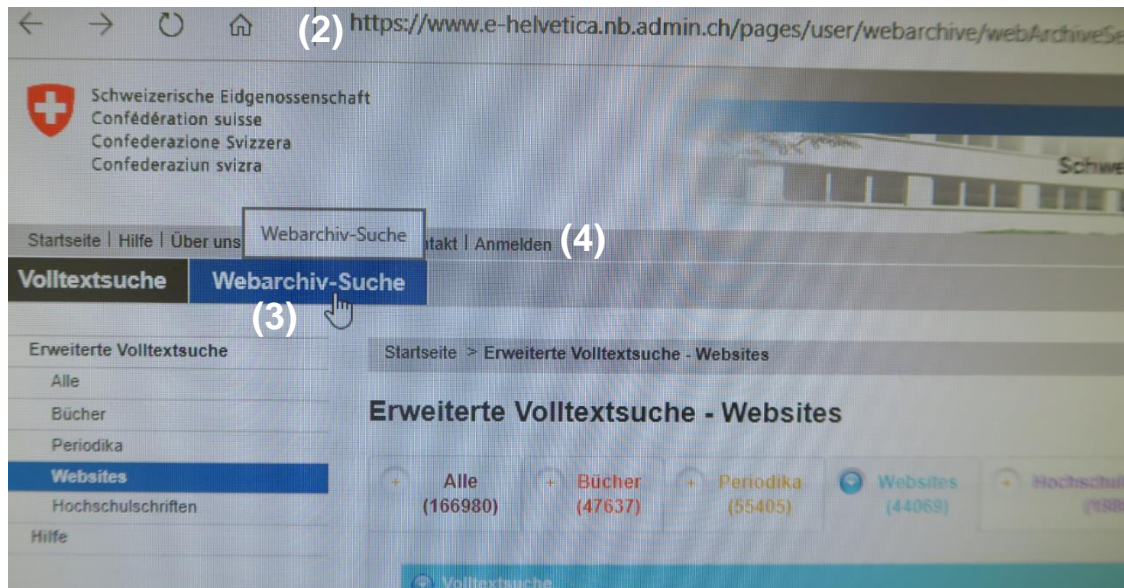 (2) https://www.e-helvetica.nb.admin.ch/pages/user/webarchive/webArchiveSe
Schweizerische Eidgenossenschaft
Confédération suisse
Confederazione Svizzera
Confederaziun svizra
Schwe
Startseite | Hilfe | Über uns Webarchiv-Suche ntakt | Anmelden (4)
Volltextsuche Webarchiv-Suche
(3)
Erweiterte Volltextsuche
Startseite > Erweiterte Volltextsuche - Websites
Alle
Bücher
Periodika
Websites
Hochschulschriften
Hilfe
Erweiterte Volltextsuche - Websites
Alle Bücher Periodika Websites Hochschul
(166980) (47637) (55405) (44069)
Volltextsuche